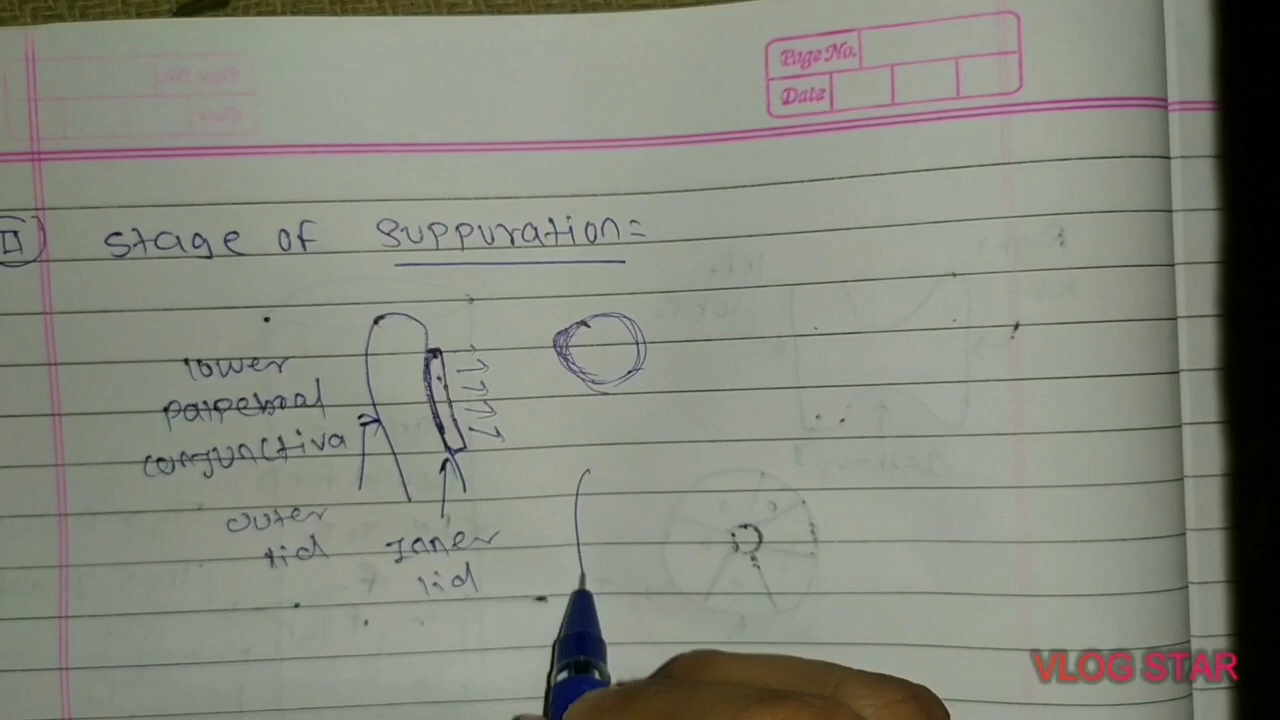 Page No.
Date
II) Stage of Suppuration=
lower
palpebral
conjunctiva
outer
lid
Inner
lid
VLOG STAR